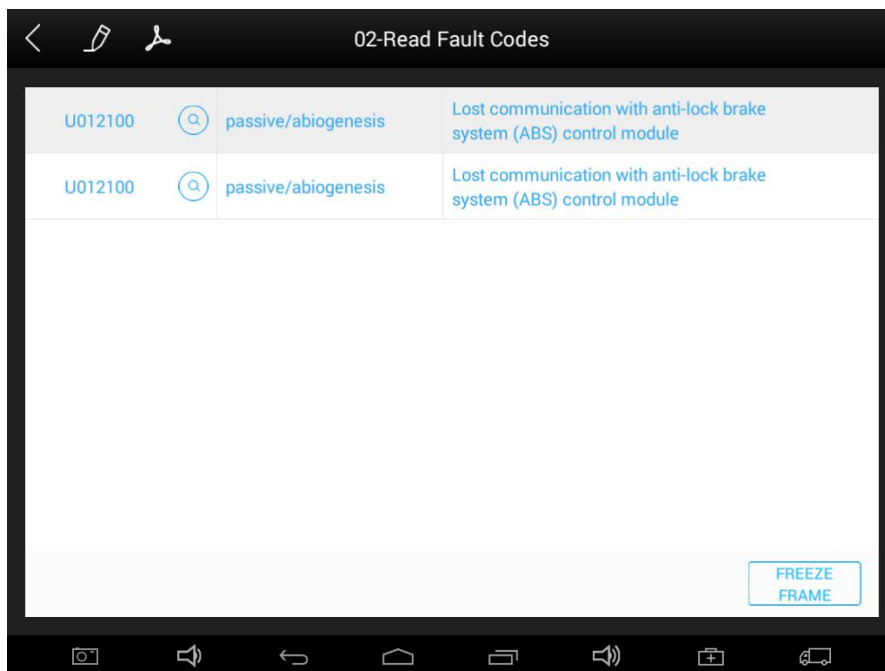 02-Read Fault Codes
U012100 passive/abiogenesis Lost communication with anti-lock brake
system (ABS) control module
U012100 passive/abiogenesis Lost communication with anti-lock brake
system (ABS) control module
FREEZE
FRAME